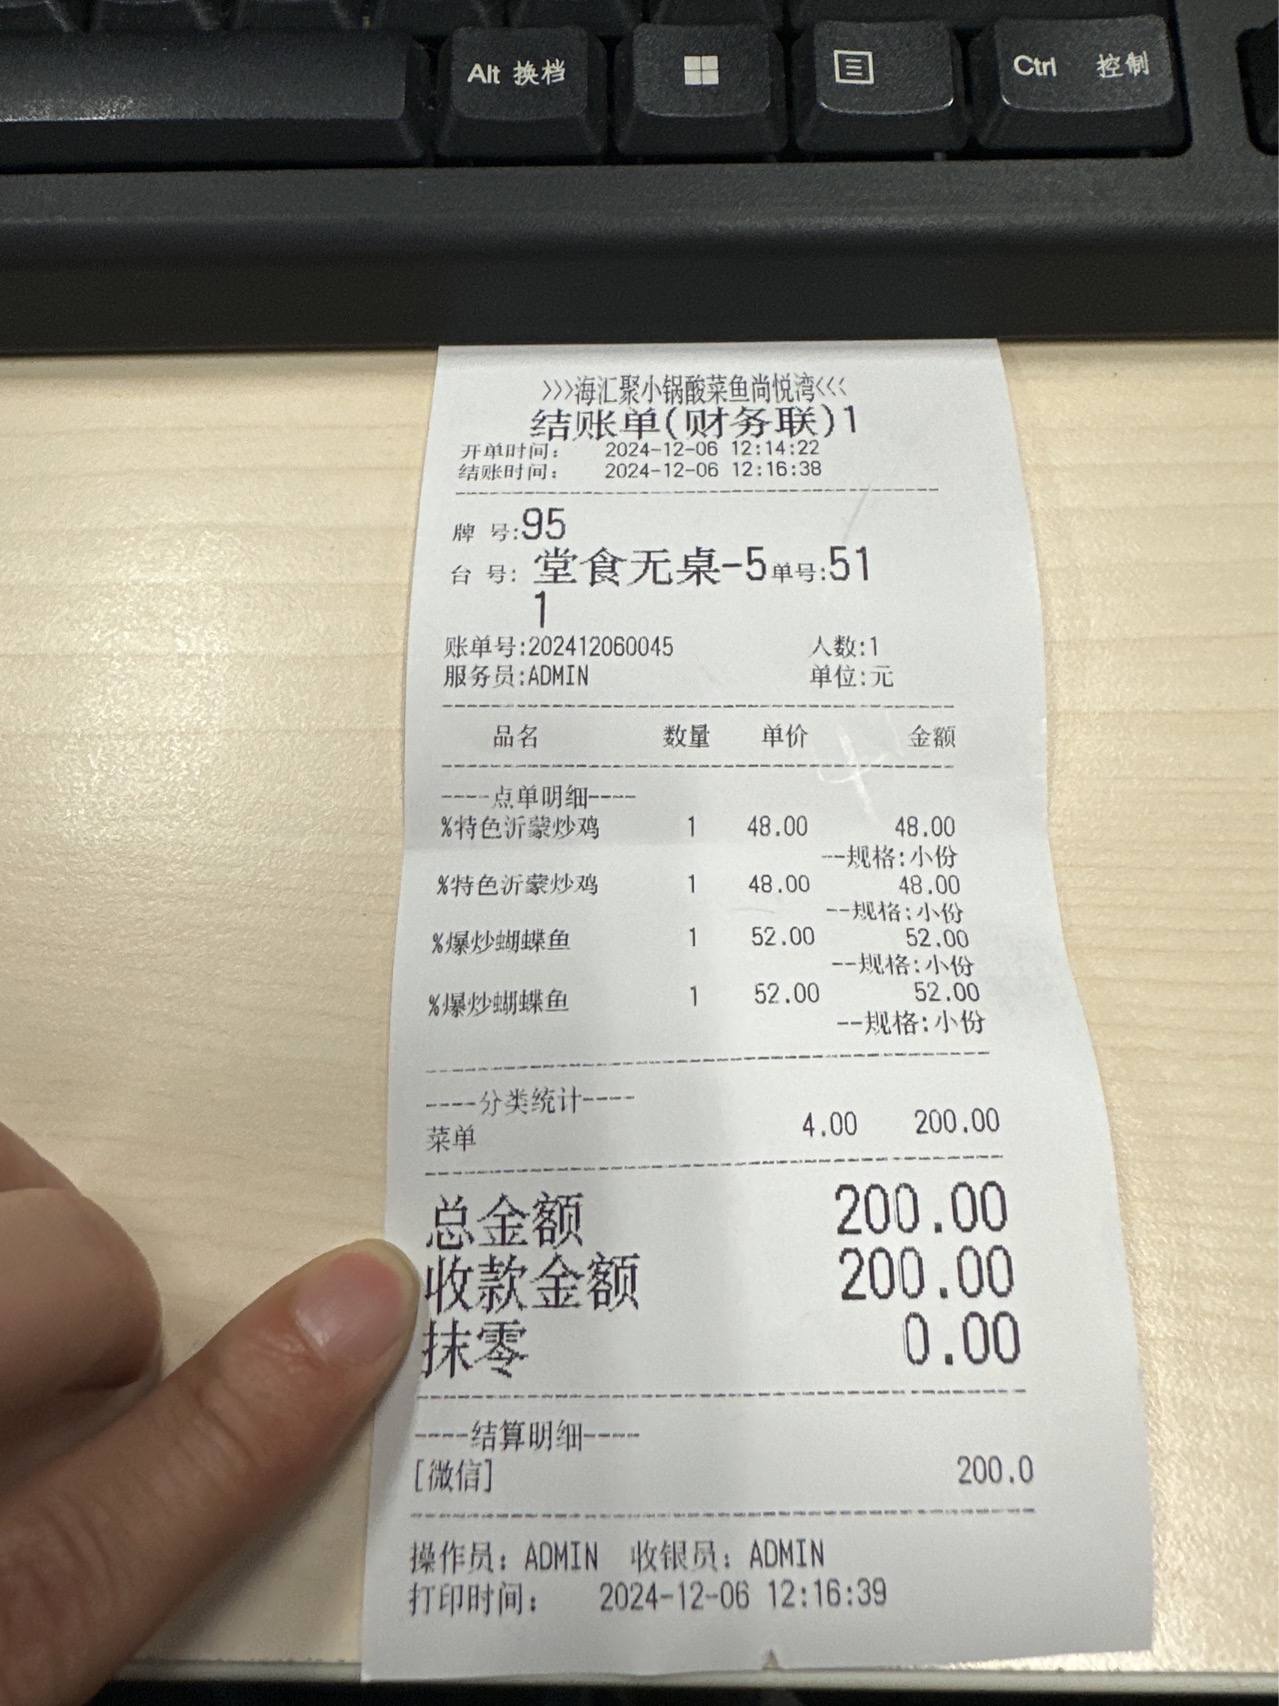 Alt 换档
Ctrl 控制
>>>海汇聚小锅酸菜鱼尚悦湾<<<
结账单(财务联)1
开单时间: 2024-12-06 12:14:22
结账时间: 2024-12-06 12:16:38
牌 号:95
台 号: 堂食无桌-5单号:51
1
账单号:202412060045 人数:1
服务员:ADMIN 单位:元
品名 数量 单价 金额
----点单明细----
%特色沂蒙炒鸡 1 48.00 48.00
--规格:小份
%特色沂蒙炒鸡 1 48.00 48.00
--规格:小份
%爆炒蝴蝶鱼 1 52.00 52.00
--规格:小份
%爆炒蝴蝶鱼 1 52.00 52.00
--规格:小份
----分类统计----
菜单 4.00 200.00
总金额 200.00
收款金额 200.00
抹零 0.00
----结算明细----
[微信] 200.0
操作员: ADMIN 收银员: ADMIN
打印时间: 2024-12-06 12:16:39